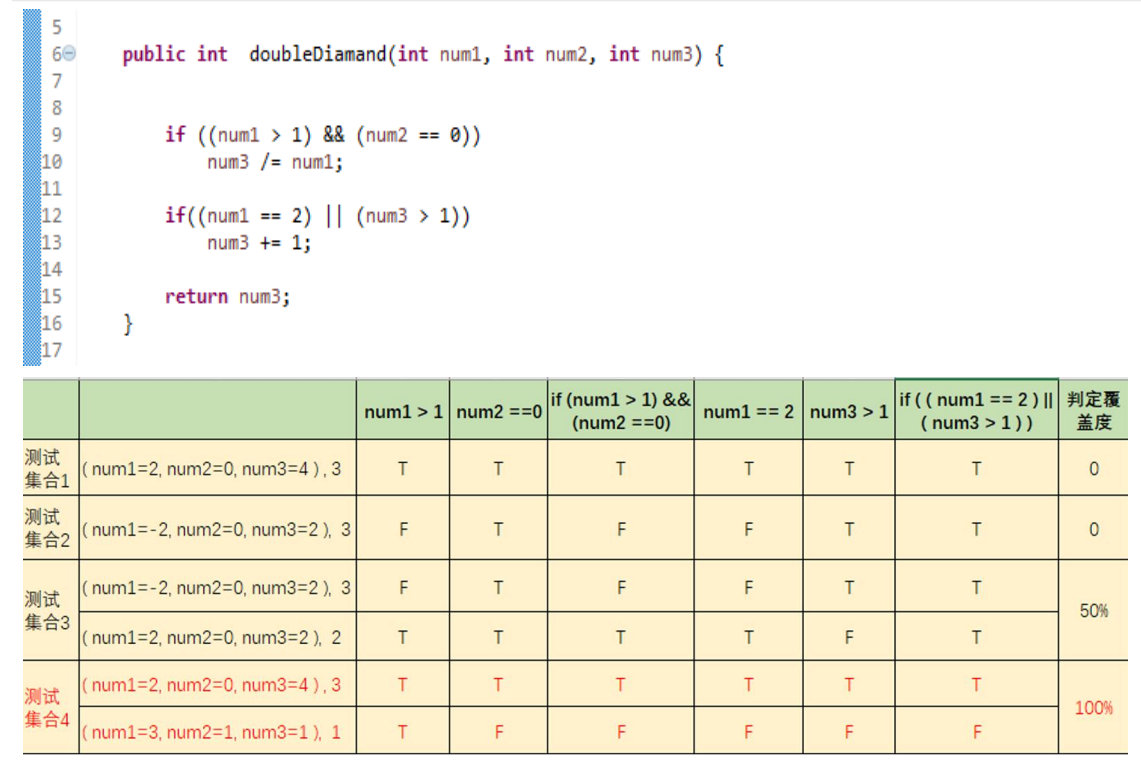 5
6 public int  doubleDiamand(int num1, int num2, int num3) {
7
8
9 if ((num1 > 1) && (num2 == 0))
10 num3 /= num1;
11
12 if((num1 == 2) || (num3 > 1))
13 num3 += 1;
14
15 return num3;
16 }
17
num1 > 1 num2 ==0 if (num1 > 1) && (num2 ==0) num1 == 2 num3 > 1 if ( ( num1 == 2 ) || ( num3 > 1 ) ) 判定覆盖度
测试集合1 ( num1=2, num2=0, num3=4 ) , 3 T T T T T T 0
测试集合2 ( num1=-2, num2=0, num3=2 ), 3 F T F F T T 0
测试集合3 ( num1=-2, num2=0, num3=2 ), 3 F T F F T T 50%
( num1=2, num2=0, num3=2 ), 2 T T T T F T
测试集合4 ( num1=2, num2=0, num3=4 ) , 3 T T T T T T 100%
( num1=3, num2=1, num3=1 ), 1 T F F F F F